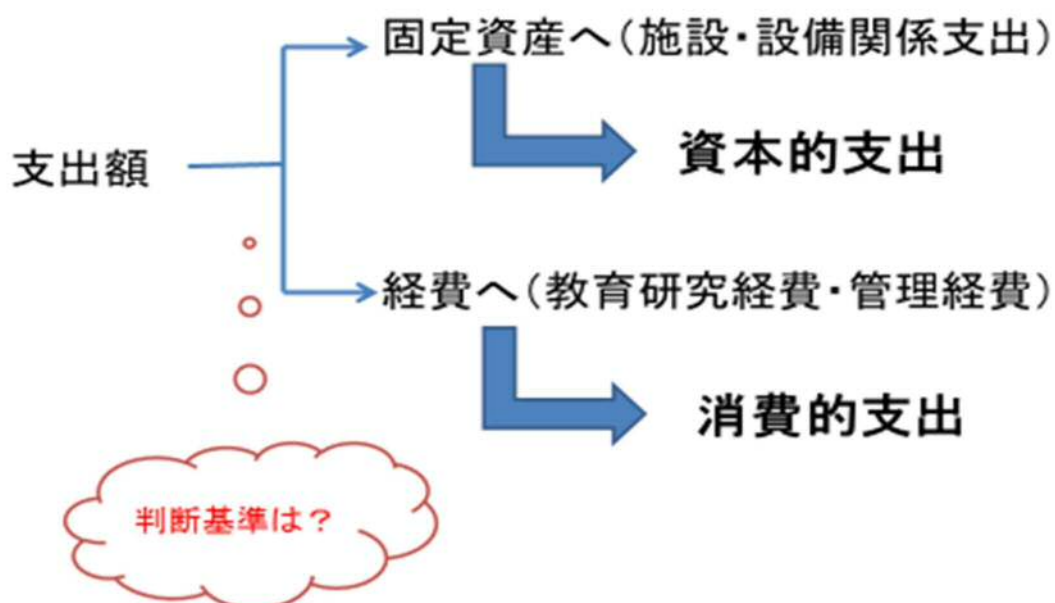 固定資産へ（施設・設備関係支出）
資本的支出
支出額
経費へ（教育研究経費・管理経費）
消費的支出
判断基準は？